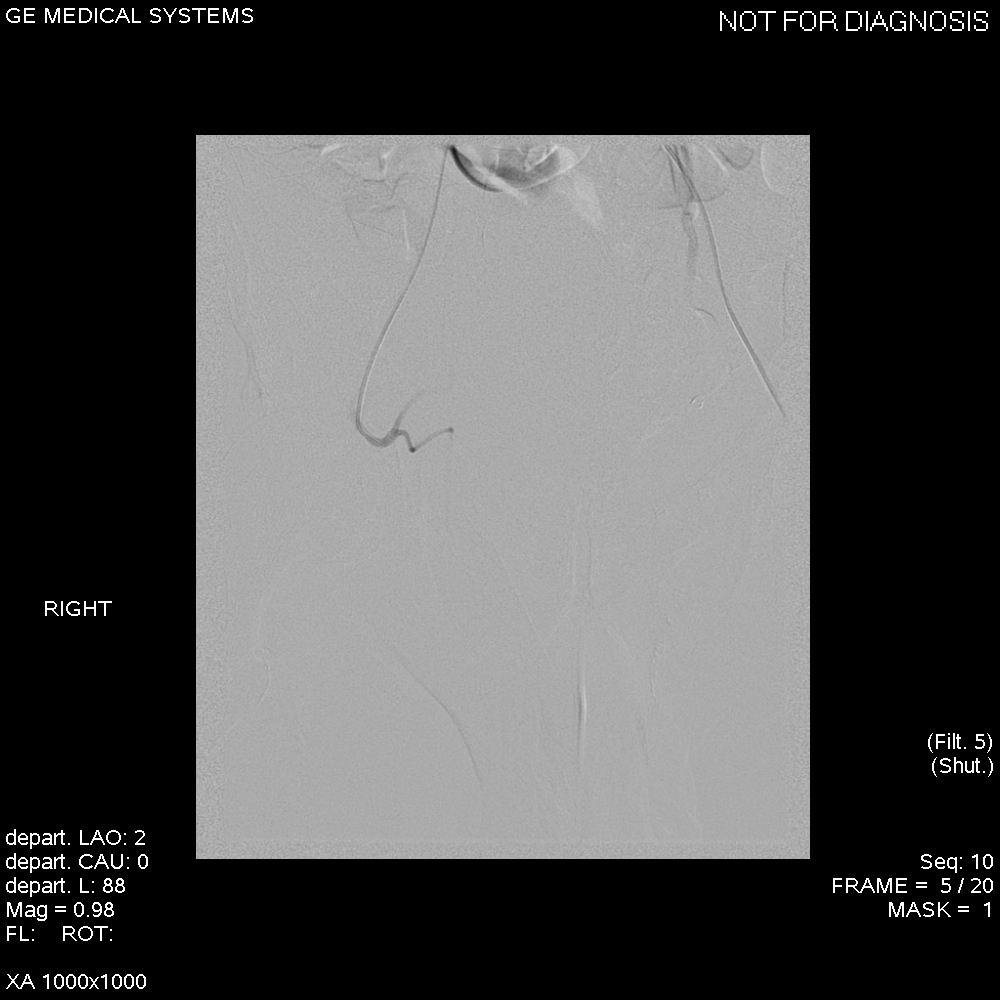 GE MEDICAL SYSTEMS
NOT FOR DIAGNOSIS
RIGHT
(Filt. 5)
(Shut.)
depart. LAO: 2
depart. CAU: 0
depart. L: 88
Mag = 0.98
FL: ROT:
XA 1000x1000
Seq: 10
FRAME = 5 / 20
MASK = 1